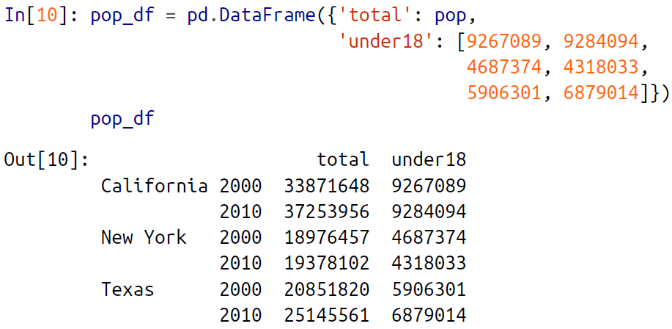 In[10]: pop_df = pd.DataFrame({'total': pop,
'under18': [9267089, 9284094,
4687374, 4318033,
5906301, 6879014]})
pop_df
Out[10]: total under18
California 2000 33871648 9267089
2010 37253956 9284094
New York 2000 18976457 4687374
2010 19378102 4318033
Texas 2000 20851820 5906301
2010 25145561 6879014